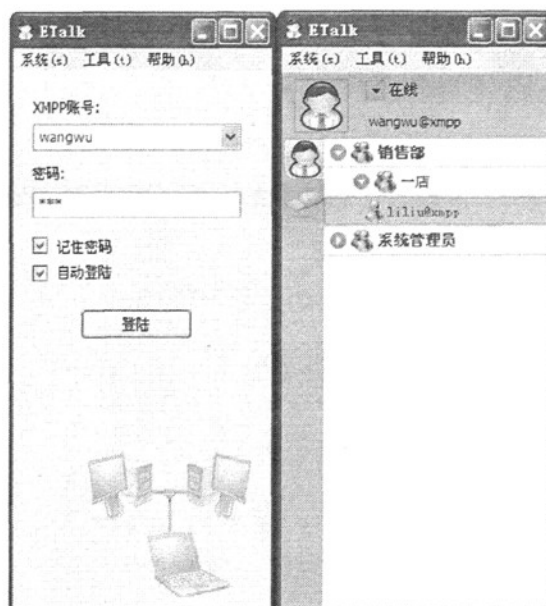 ETalk
系统(s) 工具(t) 帮助(h)
XMPP账号:
wangwu
密码:
***
记住密码
自动登陆
登陆
ETalk
系统(s) 工具(t) 帮助(h)
在线
wangwu@xmpp
销售部
一店
liliu@xmpp
系统管理员